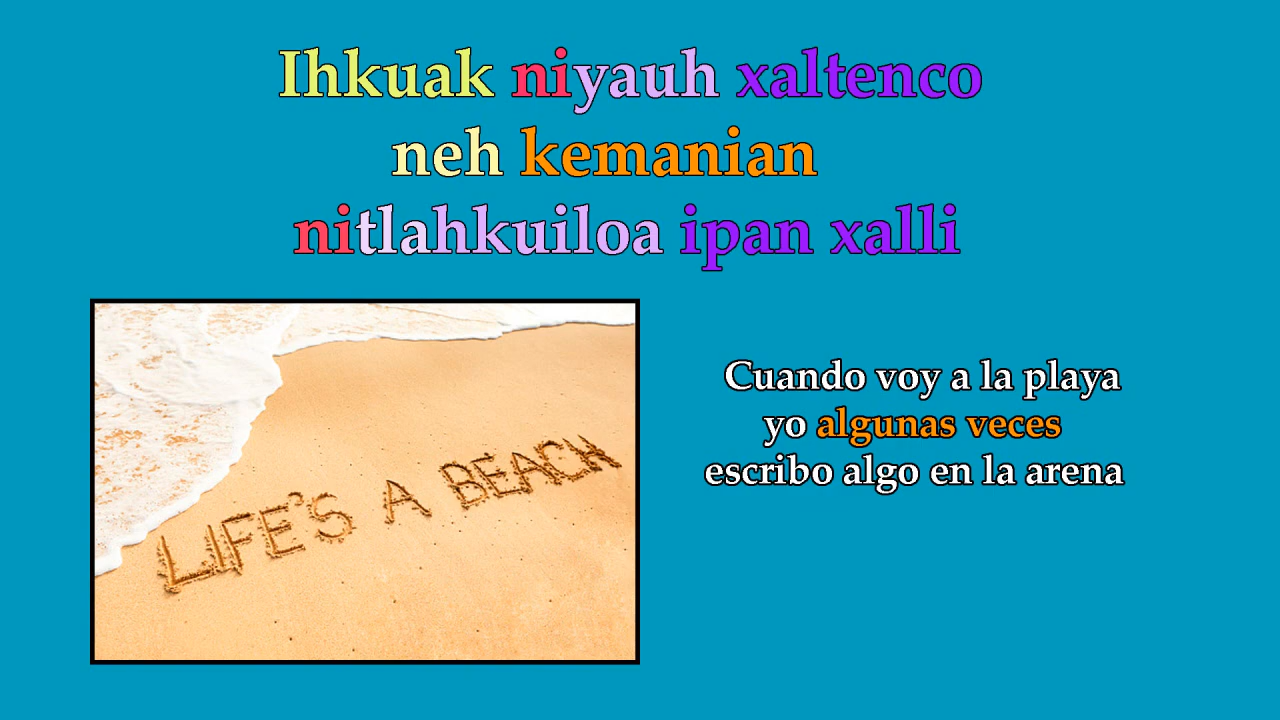 Ihkuak niyauh xaltenco
neh kemanian
nitlahkuiloa ipan xalli
Cuando voy a la playa
yo algunas veces
escribo algo en la arena
LIFE'S A BEACH